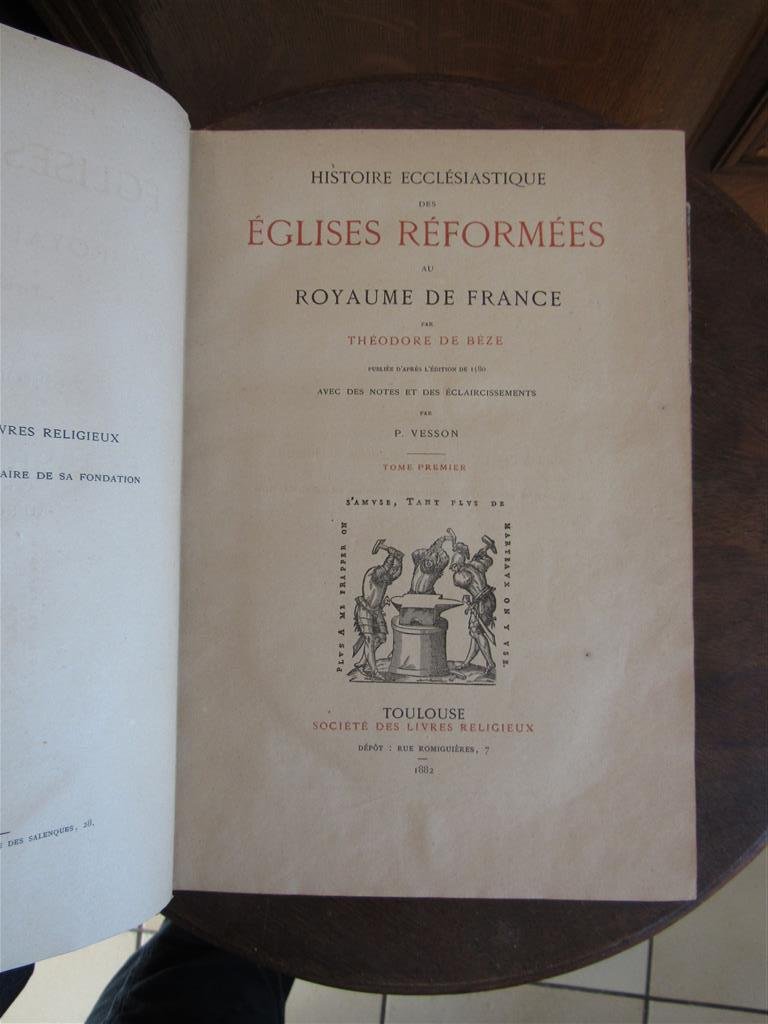 VRES RELIGIEUX
AIRE DE SA FONDATION
DES SALENQUES, 28.
HISTOIRE ECCLÉSIASTIQUE
DES
ÉGLISES RÉFORMÉES
AU
ROYAUME DE FRANCE
PAR
THÉODORE DE BÈZE
PUBLIÉE D'APRÈS L'ÉDITION DE 1580
AVEC DES NOTES ET DES ÉCLAIRCISSEMENTS
PAR
P. VESSON
TOME PREMIER
PLVS A ME FRAPPER ON
S'AMVSE, TANT PLVS DE
MARTEAVX ON Y VSE.
TOULOUSE
SOCIÉTÉ DES LIVRES RELIGIEUX
DÉPÔT : RUE ROMIGUIÈRES, 7
1882